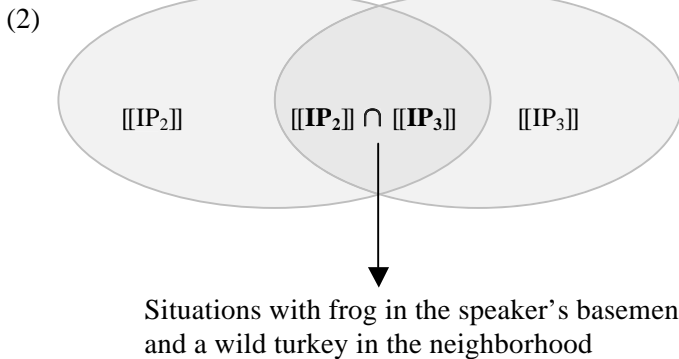 (2)
[[IP₂]] [[IP₂]] ∩ [[IP₃]] [[IP₃]]
Situations with frog in the speaker’s basemen
and a wild turkey in the neighborhood